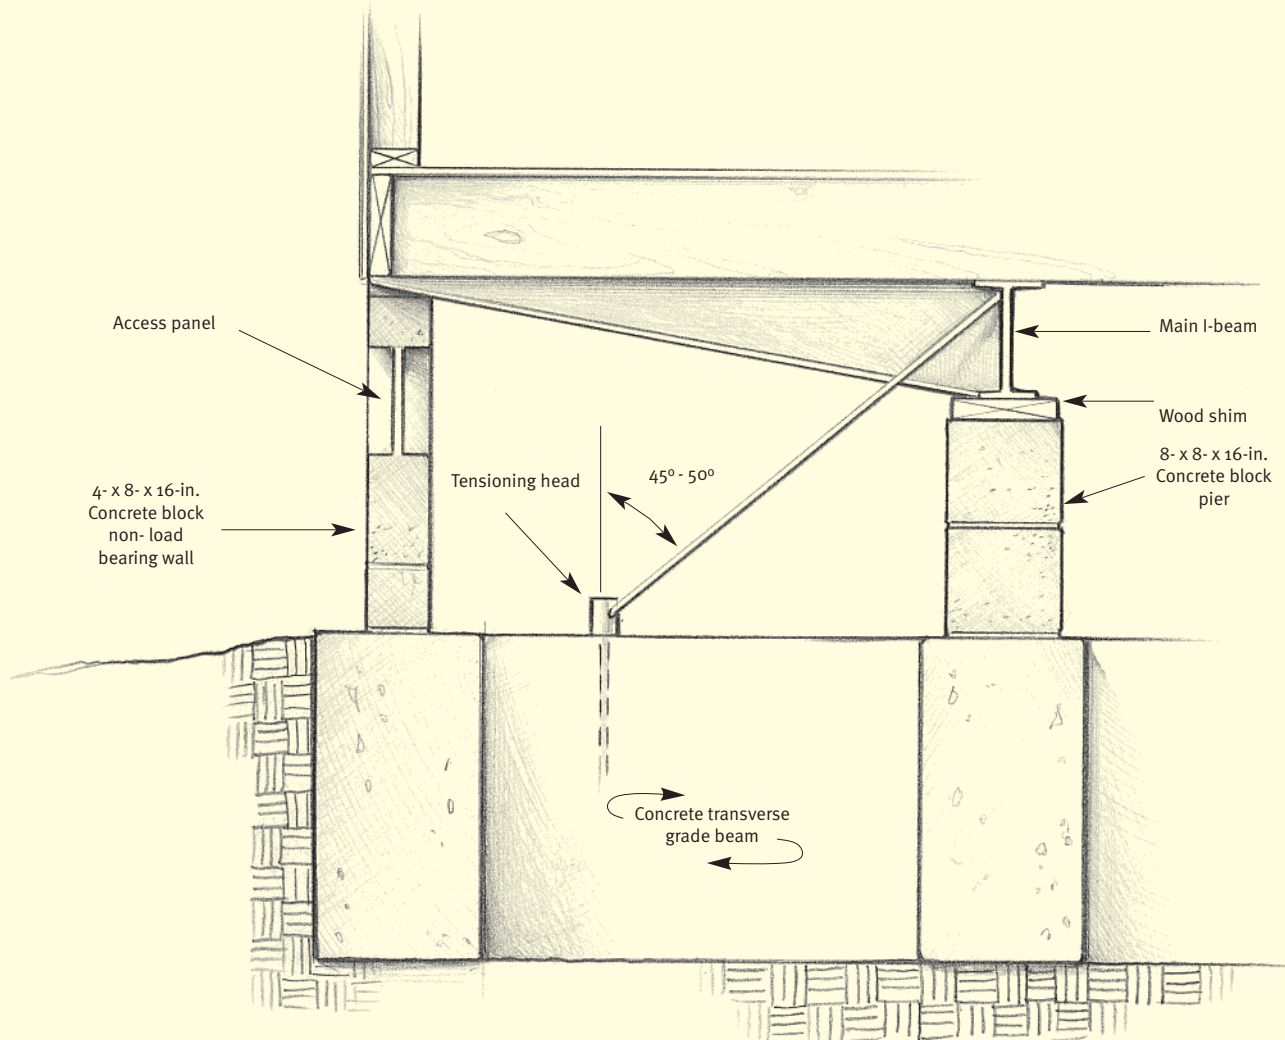 Access panel
Main I-beam
Wood shim
8- x 8- x 16-in.
Concrete block
pier
Tensioning head
45º - 50º
4- x 8- x 16-in.
Concrete block
non- load
bearing wall
Concrete transverse
grade beam